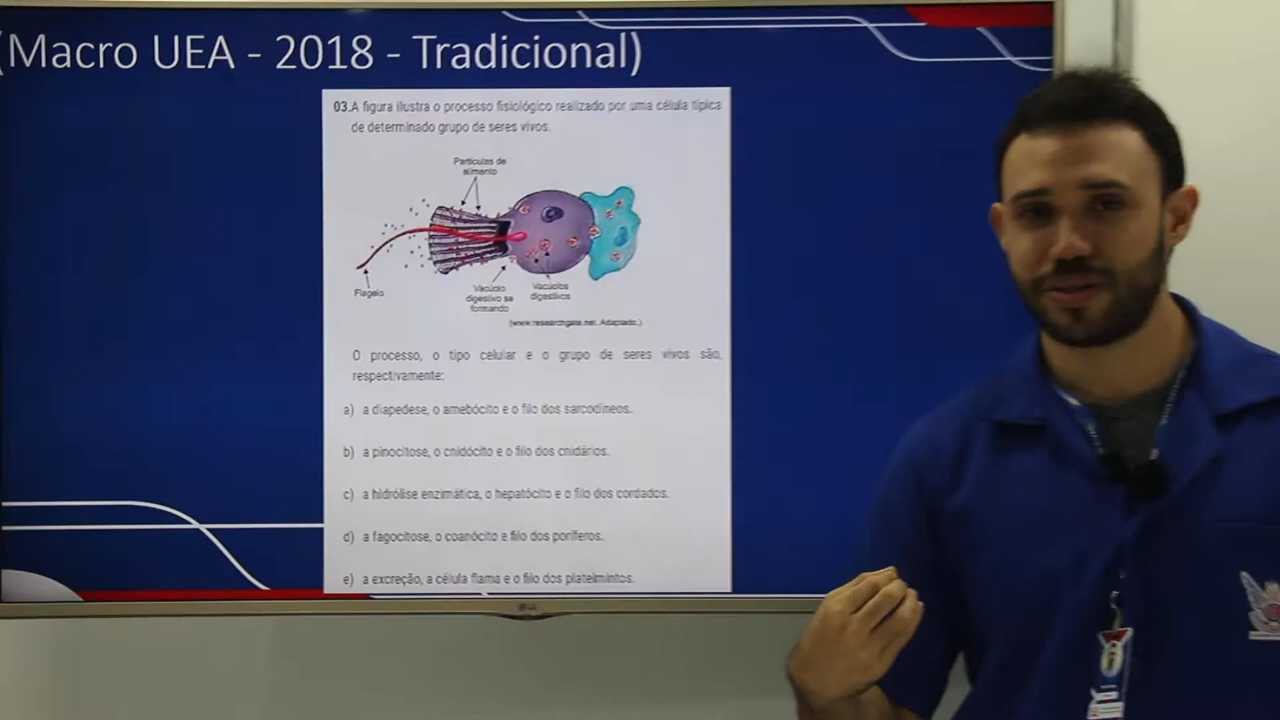 (Macro UEA - 2018 - Tradicional)
03.A figura ilustra o processo fisiológico realizado por uma célula típica
de determinado grupo de seres vivos.
Partículas de
alimento
Flagelo
Vacúolo
digestivo se
formando
Vacúolos
digestivos
(www.researchgate.net. Adaptado.)
O processo, o tipo celular e o grupo de seres vivos são,
respectivamente:
a) a diapedese, o amebócito e o filo dos sarcodíneos.
b) a pinocitose, o cnidócito e o filo dos cnidários.
c) a hidrólise enzimática, o hepatócito e o filo dos cordados.
d) a fagocitose, o coanócito e filo dos poríferos.
e) a excreção, a célula flama e o filo dos platelmintos.
LG